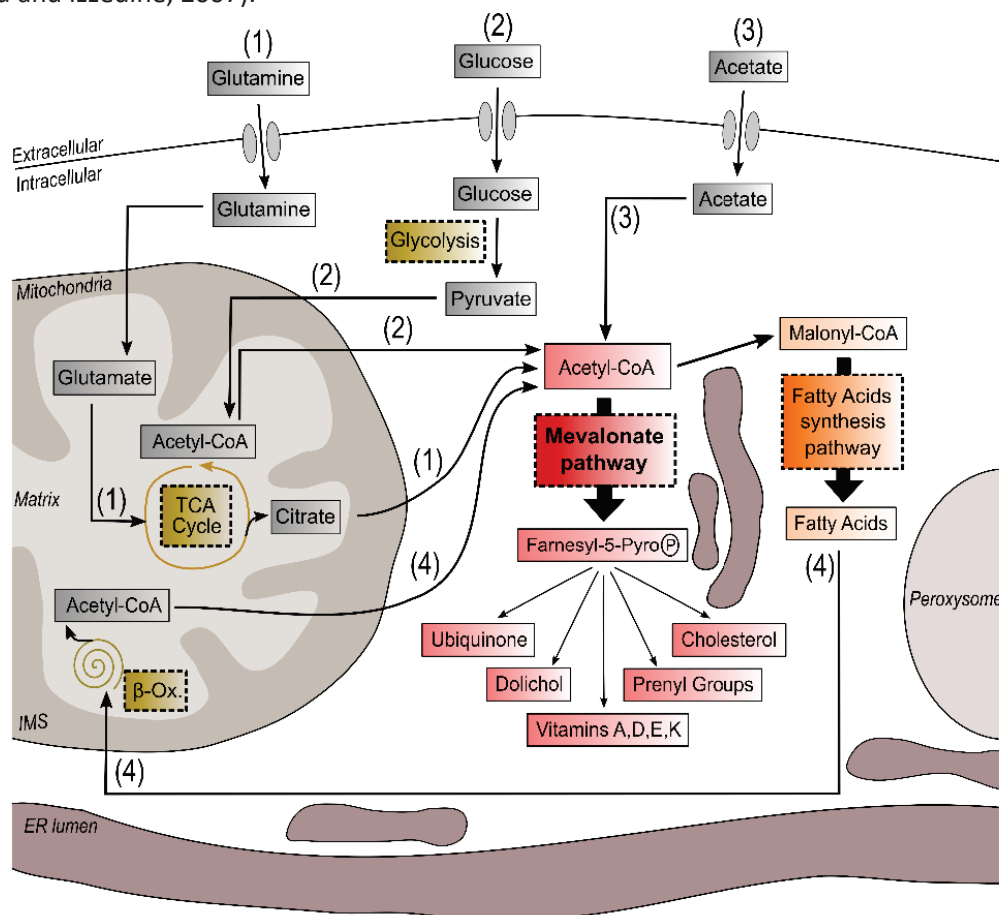 (1)
Glutamine
(2)
Glucose
(3)
Acetate
Extracellular
Intracellular
Glutamine
Glucose
Acetate
(3)
Glycolysis
Mitochondria
(2)
Pyruvate
(2)
Malonyl-CoA
Glutamate
Acetyl-CoA
Fatty Acids
synthesis
pathway
Acetyl-CoA
Mevalonate
pathway
(1)
Matrix
(1)
TCA
Cycle
Citrate
Fatty Acids
Farnesyl-5-Pyro P
(4)
(4)
Acetyl-CoA
Peroxysome
Ubiquinone
Cholesterol
Dolichol
Prenyl Groups
β-Ox.
IMS
Vitamins A,D,E,K
(4)
ER lumen